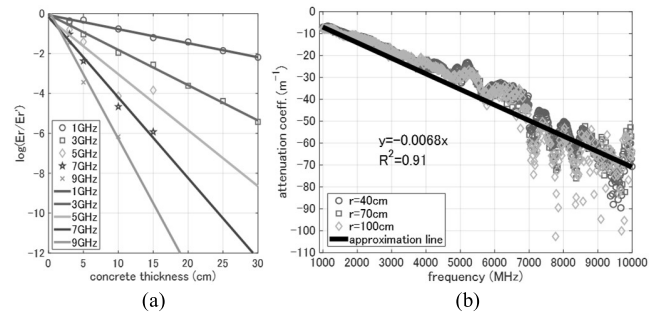 0
-2
-4
-6
-8
-10
-12
log(Er/Er')
1GHz
3GHz
5GHz
7GHz
9GHz
1GHz
3GHz
5GHz
7GHz
9GHz
0 5 10 15 20 25 30
concrete thickness (cm)
(a)
0
-10
-20
-30
-40
-50
-60
-70
-80
-90
-100
-110
attenuation coeff. (m⁻¹)
y=-0.0068x
R²=0.91
r=40cm
r=70cm
r=100cm
approximation line
1000 2000 3000 4000 5000 6000 7000 8000 9000 10000
frequency (MHz)
(b)